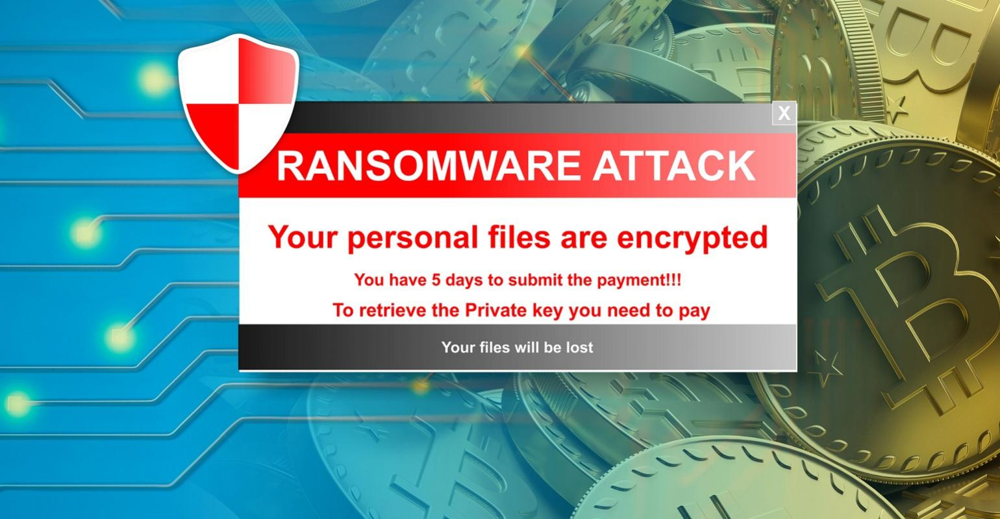 X
RANSOMWARE ATTACK
Your personal files are encrypted
You have 5 days to submit the payment!!!
To retrieve the Private key you need to pay
Your files will be lost